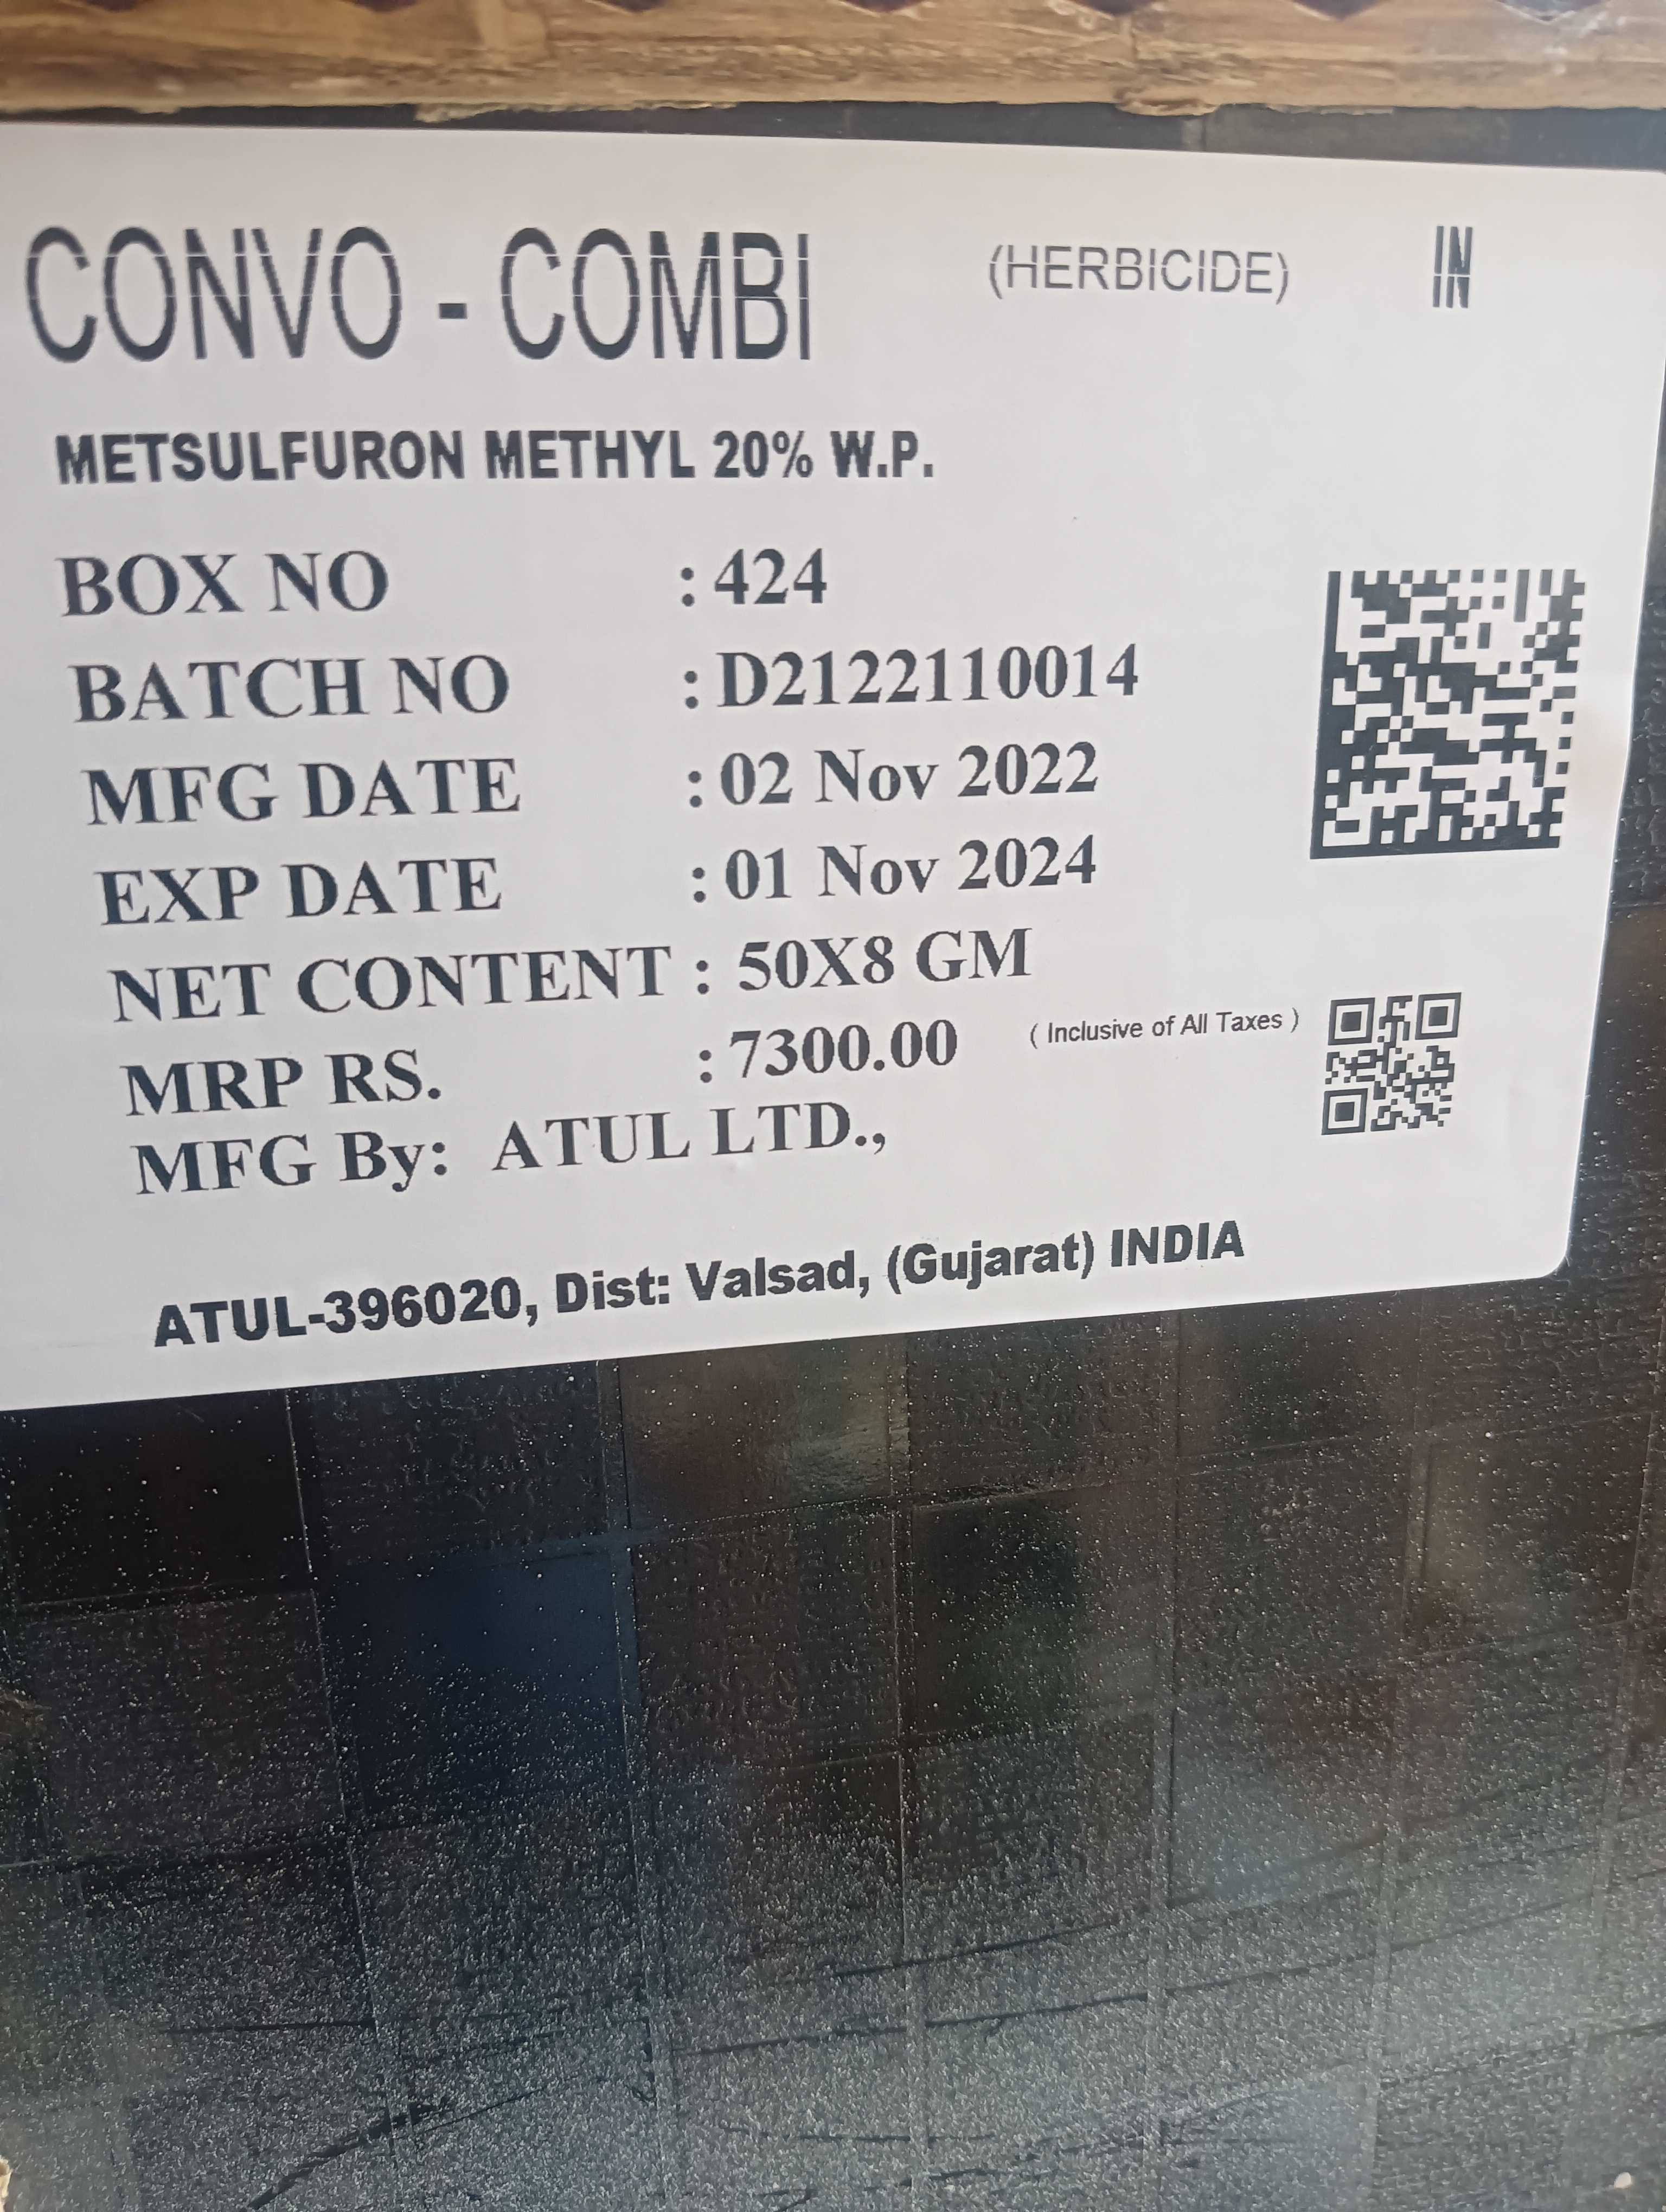 CONVO - COMBI (HERBICIDE) IN
METSULFURON METHYL 20% W.P.
BOX NO : 424
BATCH NO : D2122110014
MFG DATE : 02 Nov 2022
EXP DATE : 01 Nov 2024
NET CONTENT : 50X8 GM
MRP RS. : 7300.00 ( Inclusive of All Taxes )
MFG By: ATUL LTD.,
ATUL-396020, Dist: Valsad, (Gujarat) INDIA